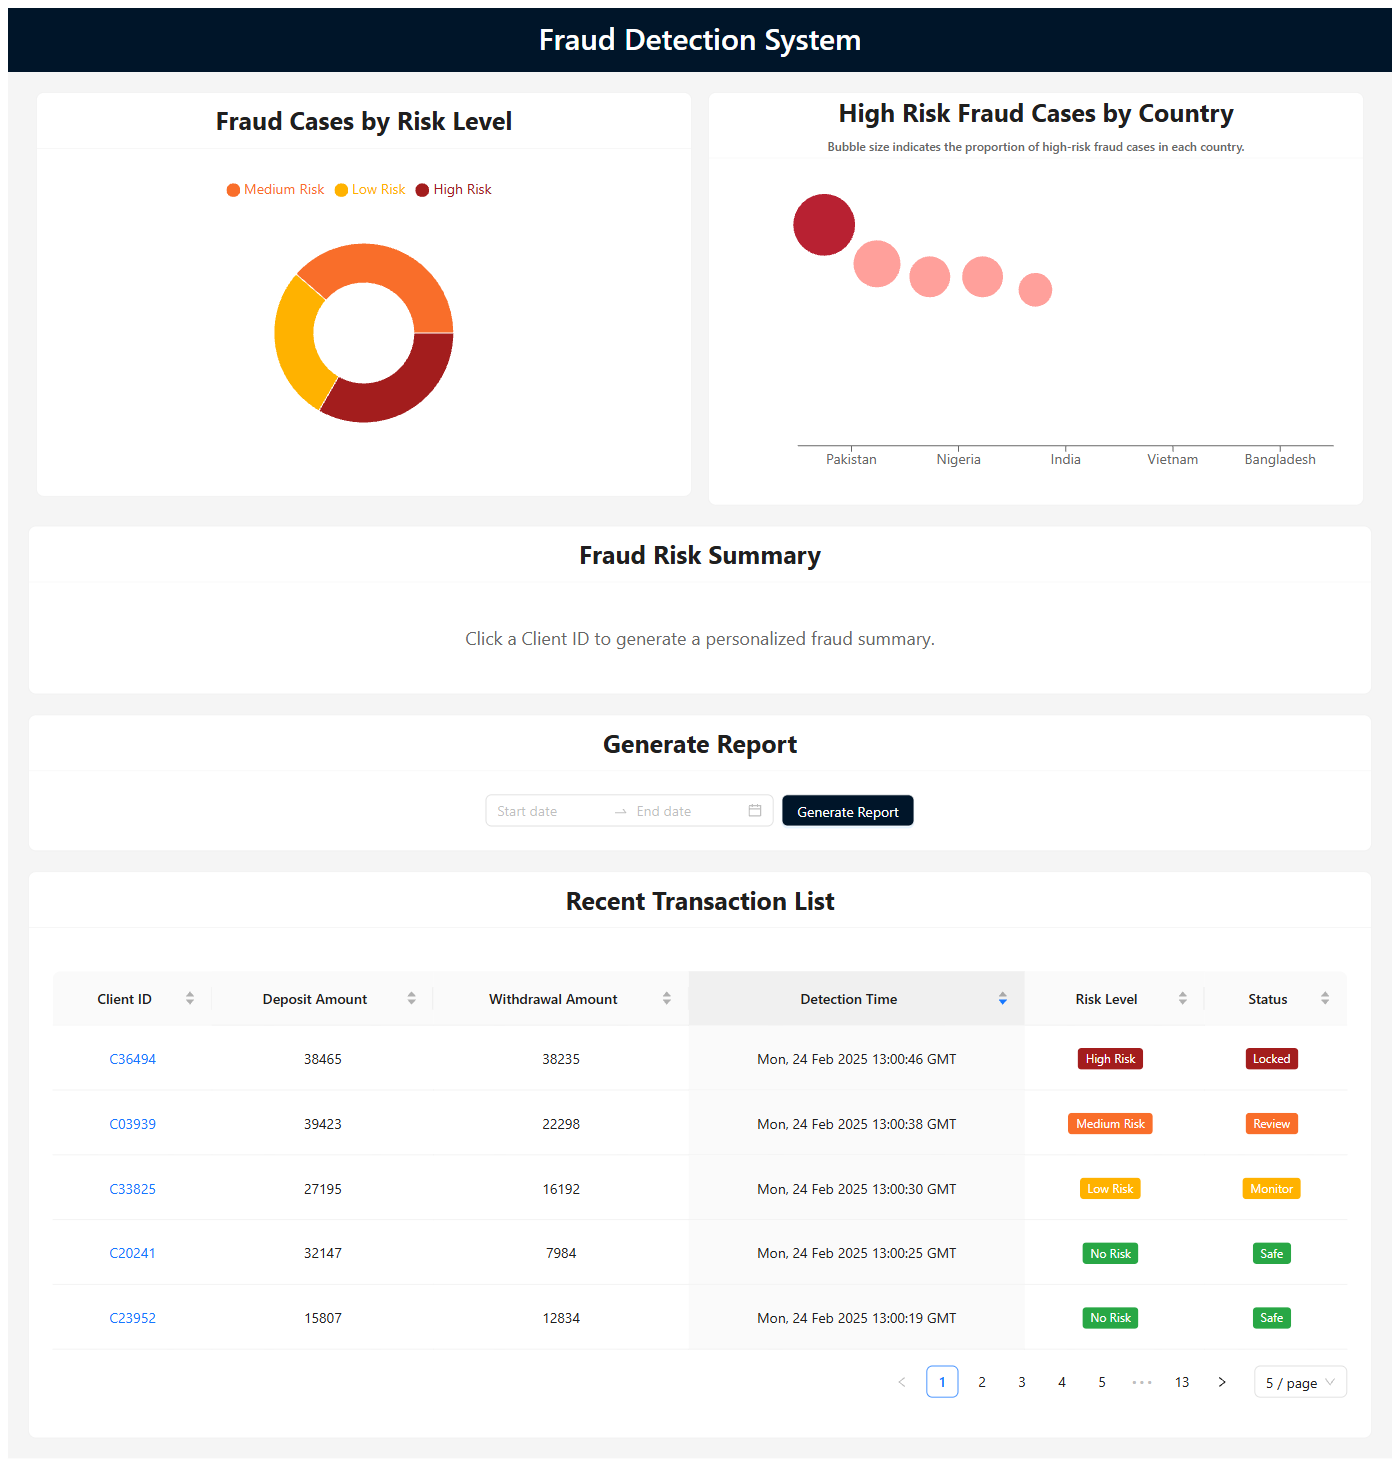 Fraud Detection System
Fraud Cases by Risk Level
Medium Risk Low Risk High Risk
High Risk Fraud Cases by Country
Bubble size indicates the proportion of high-risk fraud cases in each country.
Pakistan Nigeria India Vietnam Bangladesh
Fraud Risk Summary
Click a Client ID to generate a personalized fraud summary.
Generate Report
Start date → End date Generate Report
Recent Transaction List
Client ID Deposit Amount Withdrawal Amount Detection Time Risk Level Status
C36494 38465 38235 Mon, 24 Feb 2025 13:00:46 GMT High Risk Locked
C03939 39423 22298 Mon, 24 Feb 2025 13:00:38 GMT Medium Risk Review
C33825 27195 16192 Mon, 24 Feb 2025 13:00:30 GMT Low Risk Monitor
C20241 32147 7984 Mon, 24 Feb 2025 13:00:25 GMT No Risk Safe
C23952 15807 12834 Mon, 24 Feb 2025 13:00:19 GMT No Risk Safe
< 1 2 3 4 5 ••• 13 > 5 / page